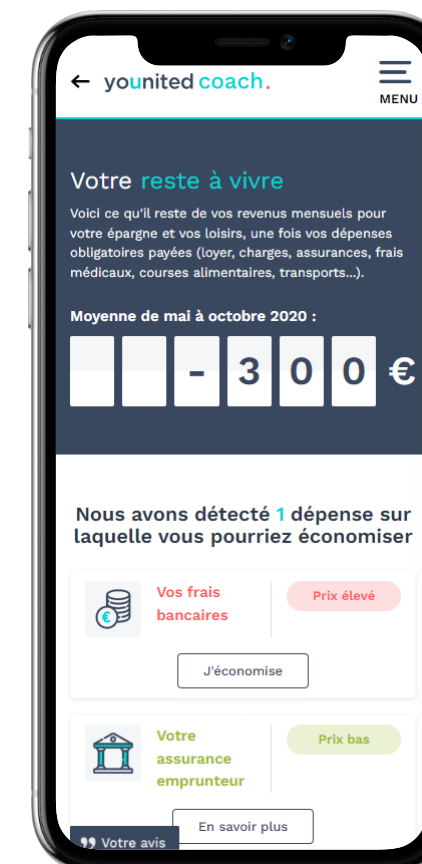 ← younited coach.
MENU
Votre reste à vivre
Voici ce qu'il reste de vos revenus mensuels pour
votre épargne et vos loisirs, une fois vos dépenses
obligatoires payées (loyer, charges, assurances, frais
médicaux, courses alimentaires, transports...).
Moyenne de mai à octobre 2020 :
-300 €
Nous avons détecté 1 dépense sur
laquelle vous pourriez économiser
Vos frais
bancaires
Prix élevé
J'économise
Votre
assurance
emprunteur
Prix bas
En savoir plus
Votre avis